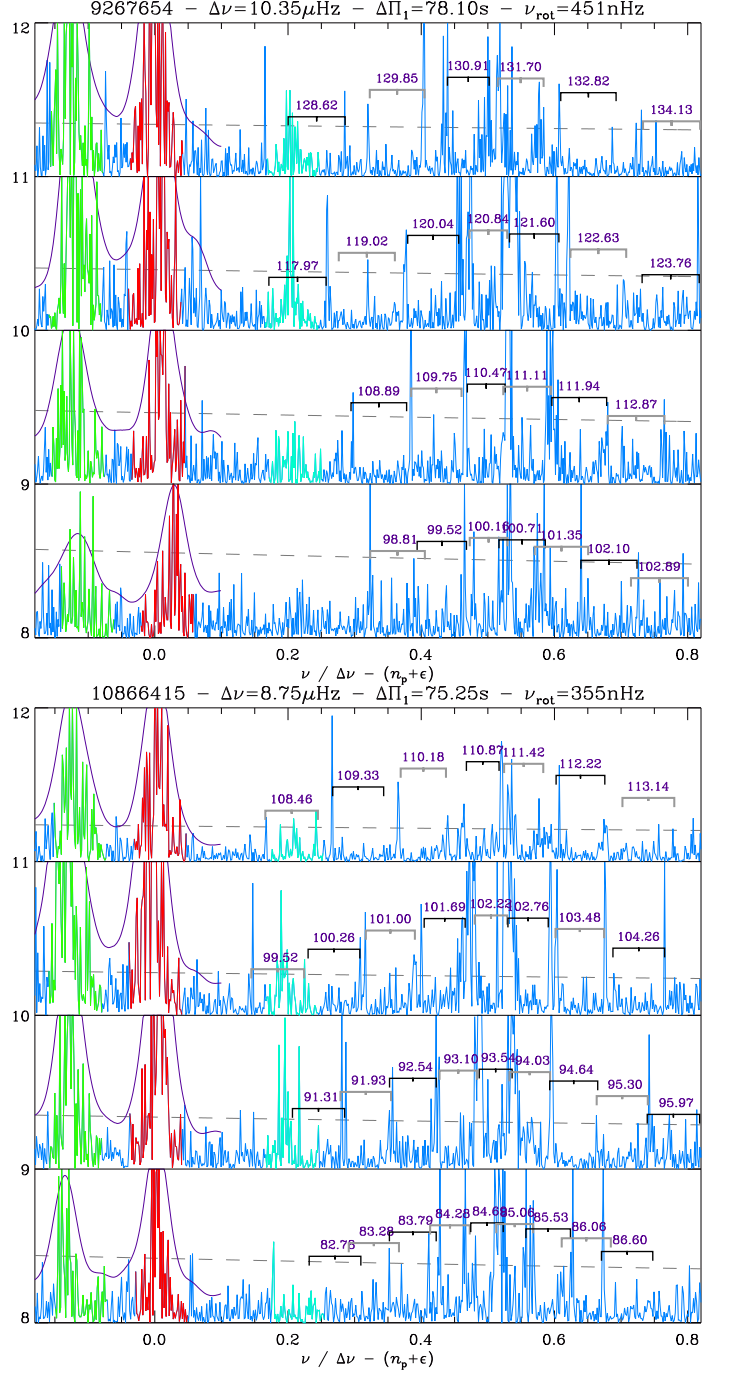 9267654 − Δν=10.35μHz − ΔΠ₁=78.10s − ν_rot=451nHz
12
128.62 129.85 130.91 131.70 132.82 134.13
11
117.97 119.02 120.04 120.84 121.60 122.63 123.76
10
108.89 109.75 110.47 111.11 111.94 112.87
9
98.81 99.52 100.16 100.71 101.35 102.10 102.89
8
0.0 0.2 0.4 0.6 0.8
ν / Δν − (n_p+ϵ)
10866415 − Δν=8.75μHz − ΔΠ₁=75.25s − ν_rot=355nHz
12
108.46 109.33 110.18 110.87 111.42 112.22 113.14
11
99.52 100.26 101.00 101.69 102.22 102.76 103.48 104.26
10
91.31 91.93 92.54 93.10 93.54 94.03 94.64 95.30 95.97
9
83.28 83.79 84.28 84.69 85.06 85.53 86.06 86.60
8
0.0 0.2 0.4 0.6 0.8
ν / Δν − (n_p+ϵ)